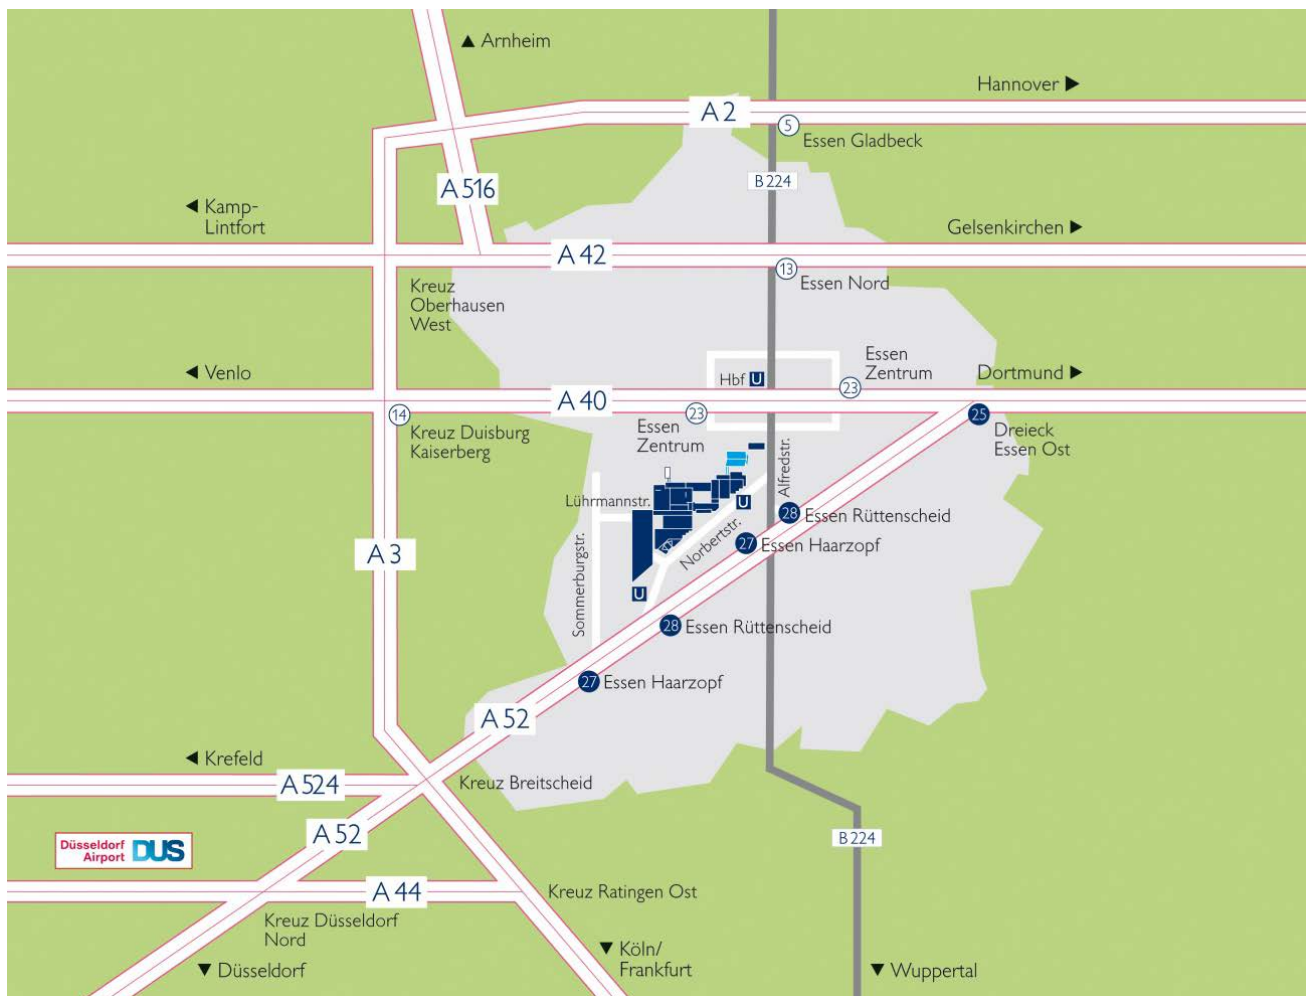 ▲ Arnheim
Hannover ▶
A 2
5
Essen Gladbeck
A 516
B 224
◀ Kamp-
Lintfort
Gelsenkirchen ▶
A 42
13
Essen Nord
Kreuz
Oberhausen
West
Essen
Zentrum
◀ Venlo
Hbf U
23
Dortmund ▶
A 40
14
Kreuz Duisburg
Kaiserberg
23
Essen
Zentrum
25
Dreieck
Essen Ost
Alfredstr.
Lührmannstr.
U
Norbertstr.
28 Essen Rüttenscheid
27 Essen Haarzopf
A 3
Sommerburgstr.
U
28 Essen Rüttenscheid
27 Essen Haarzopf
A 52
◀ Krefeld
A 524
Kreuz Breitscheid
A 52
Düsseldorf
Airport DUS
B 224
A 44
Kreuz Ratingen Ost
Kreuz Düsseldorf
Nord
▼ Düsseldorf
▼ Köln/
Frankfurt
▼ Wuppertal